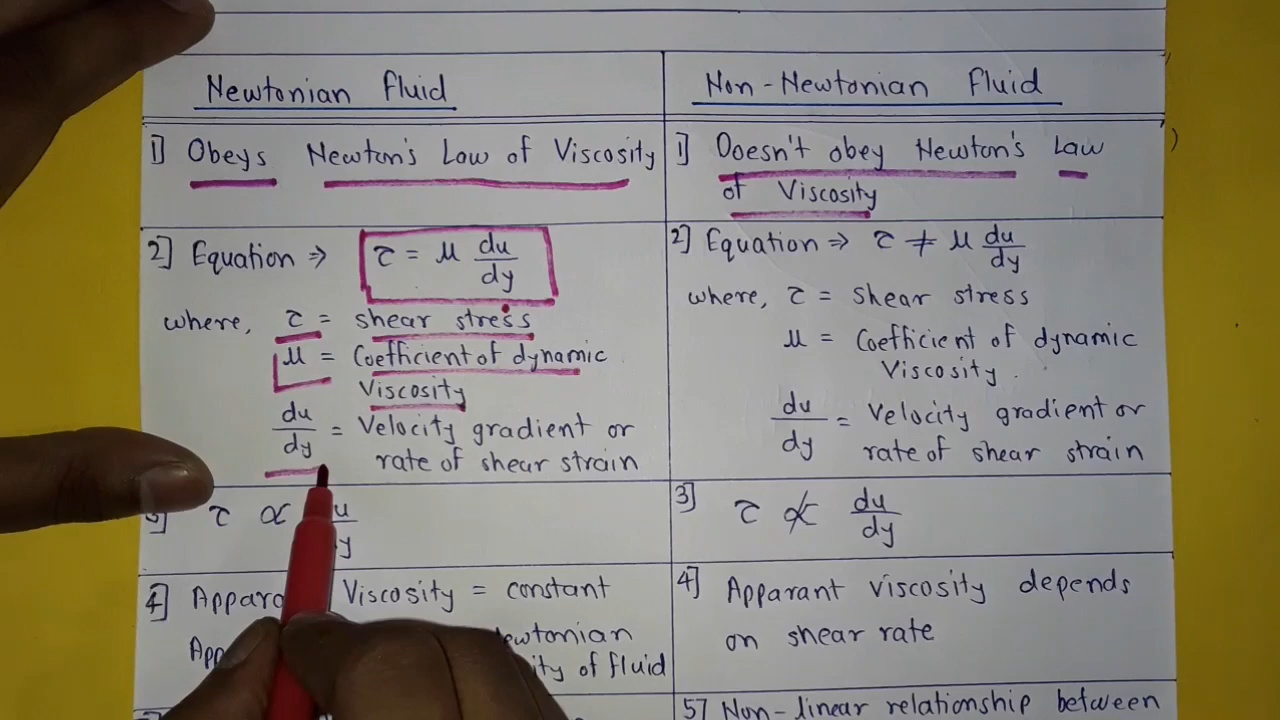 Newtonian Fluid
1] Obeys Newton's Law of Viscosity
2] Equation ⇒ τ = μ du/dy
where, τ = shear stress
μ = Coefficient of dynamic
Viscosity
du/dy = Velocity gradient or
rate of shear strain
τ ∝
4] Viscosity = constant
of fluid
Non-Newtonian Fluid
1] Doesn't obey Newton's Law
of Viscosity
2] Equation ⇒ τ ≠ μ du/dy
where, τ = shear stress
μ = Coefficient of dynamic
Viscosity.
du/dy = Velocity gradient or
rate of shear strain
3] τ ∝̸ du/dy
4] Apparant viscosity depends
on shear rate
5] Non-linear relationship between